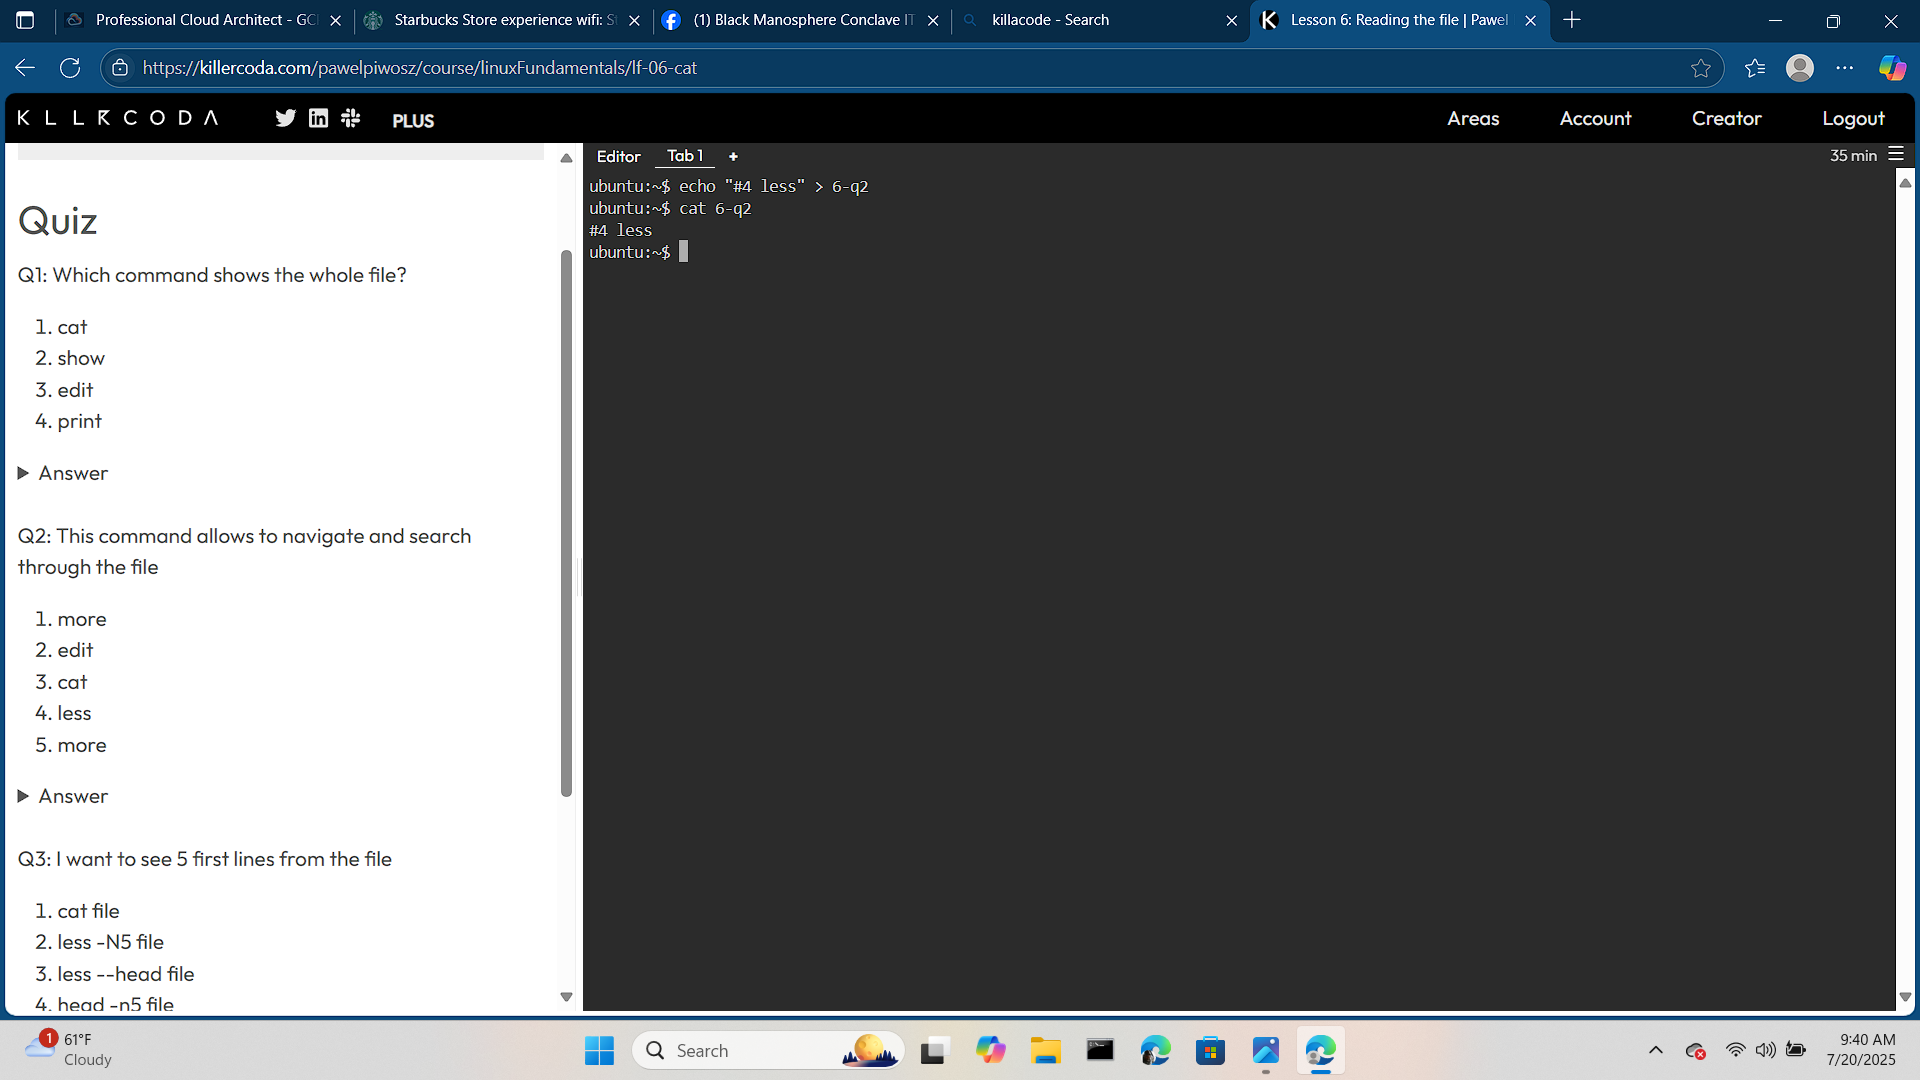 Professional Cloud Architect - GC
Starbucks Store experience wifi: S
(1) Black Manosphere Conclave IT
killacode - Search
Lesson 6: Reading the file | Pawel
https://killercoda.com/pawelpiwosz/course/linuxFundamentals/lf-06-cat
KLLRCODA
PLUS
Areas
Account
Creator
Logout
Editor
Tab 1
+
35 min
Quiz
Q1: Which command shows the whole file?
1. cat
2. show
3. edit
4. print
Answer
Q2: This command allows to navigate and search
through the file
1. more
2. edit
3. cat
4. less
5. more
Answer
Q3: I want to see 5 first lines from the file
1. cat file
2. less -N5 file
3. less --head file
4. head -n5 file
ubuntu:~$ echo "#4 less" > 6-q2
ubuntu:~$ cat 6-q2
#4 less
ubuntu:~$
1
61°F
Cloudy
Search
9:40 AM
7/20/2025